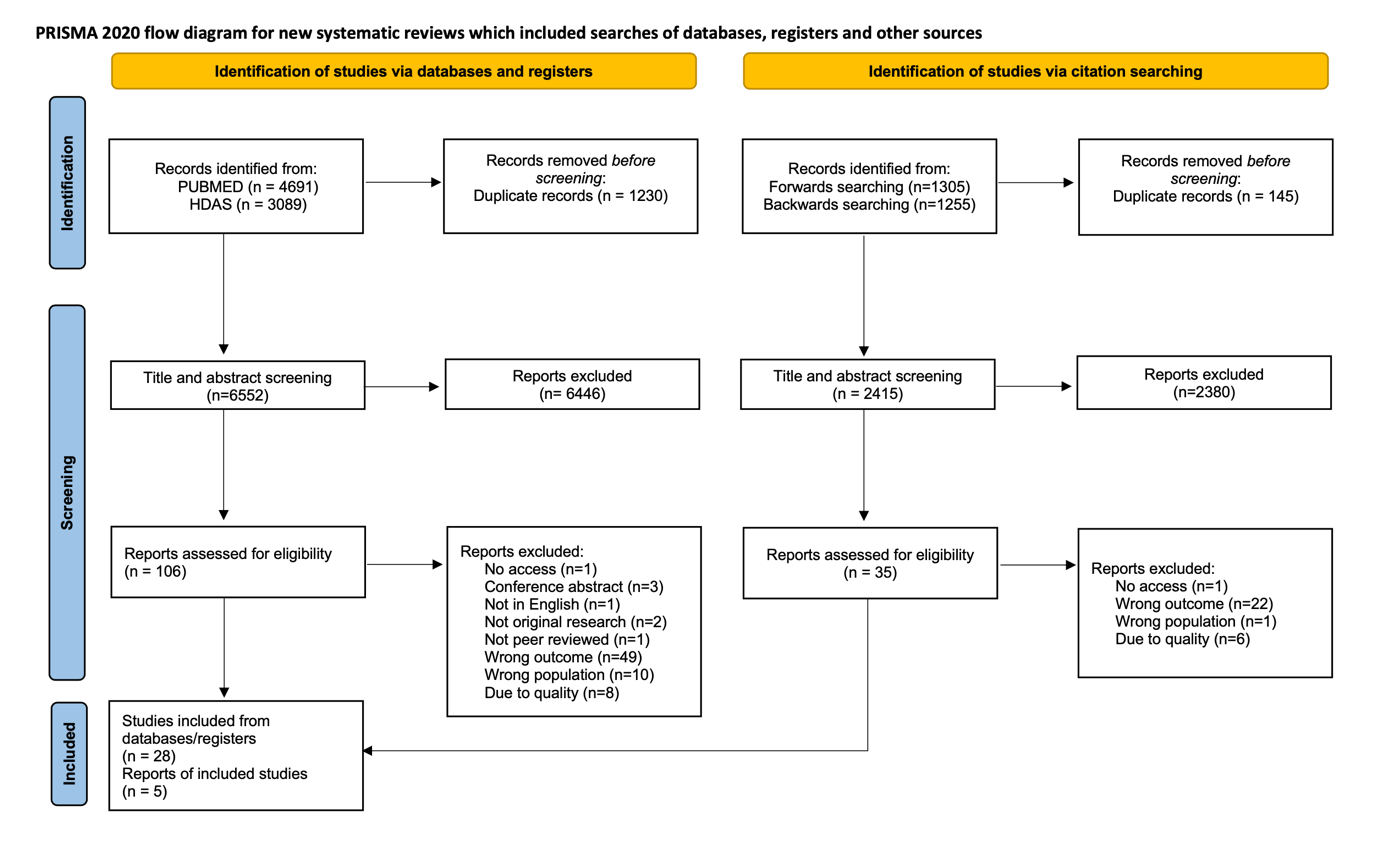 PRISMA 2020 flow diagram for new systematic reviews which included searches of databases, registers and other sources
Identification of studies via databases and registers
Identification of studies via citation searching
Identification
Records identified from:
PUBMED (n = 4691)
HDAS (n = 3089)
Records removed before
screening:
Duplicate records (n = 1230)
Records identified from:
Forwards searching (n=1305)
Backwards searching (n=1255)
Records removed before
screening:
Duplicate records (n = 145)
Screening
Title and abstract screening
(n=6552)
Reports excluded
(n= 6446)
Title and abstract screening
(n = 2415)
Reports excluded
(n=2380)
Reports assessed for eligibility
(n = 106)
Reports excluded:
No access (n=1)
Conference abstract (n=3)
Not in English (n=1)
Not original research (n=2)
Not peer reviewed (n=1)
Wrong outcome (n=49)
Wrong population (n=10)
Due to quality (n=8)
Reports assessed for eligibility
(n = 35)
Reports excluded:
No access (n=1)
Wrong outcome (n=22)
Wrong population (n=1)
Due to quality (n=6)
Included
Studies included from
databases/registers
(n = 28)
Reports of included studies
(n = 5)